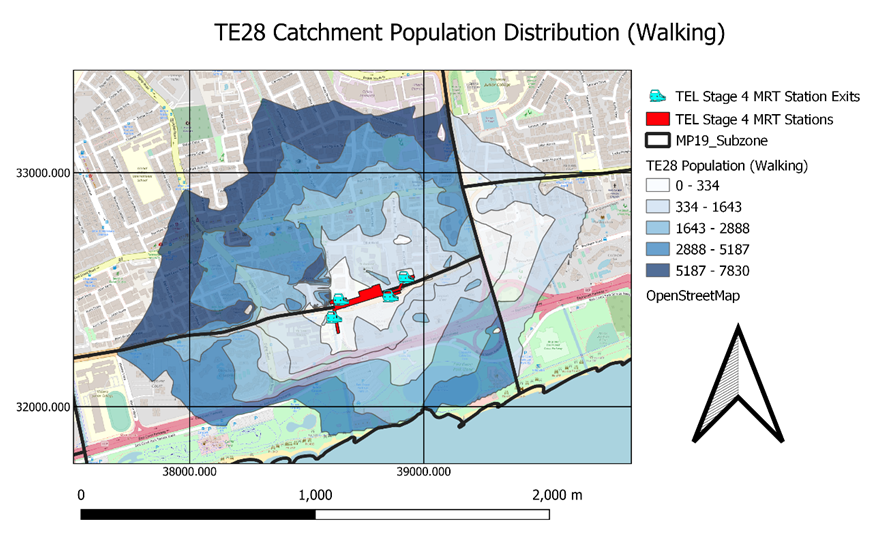 TE28 Catchment Population Distribution (Walking)
TEL Stage 4 MRT Station Exits
TEL Stage 4 MRT Stations
MP19_Subzone
TE28 Population (Walking)
0 - 334
334 - 1643
1643 - 2888
2888 - 5187
5187 - 7830
OpenStreetMap
33000.000
32000.000
38000.000
39000.000
0
1,000
2,000 m